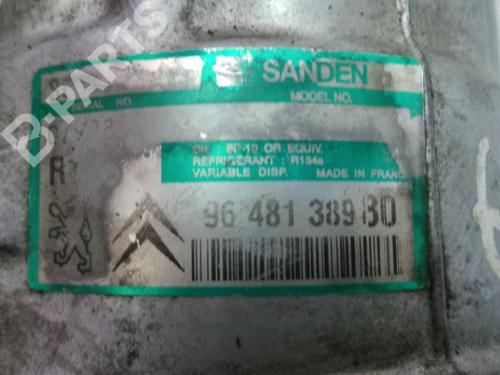 B-PARTS
SANDEN
SERIAL NO. MODEL NO.
OIL : SP-10 OR EQUIV.
REFRIGERANT : R134a
VARIABLE DISP. MADE IN FRANC
R
96 481 389 80